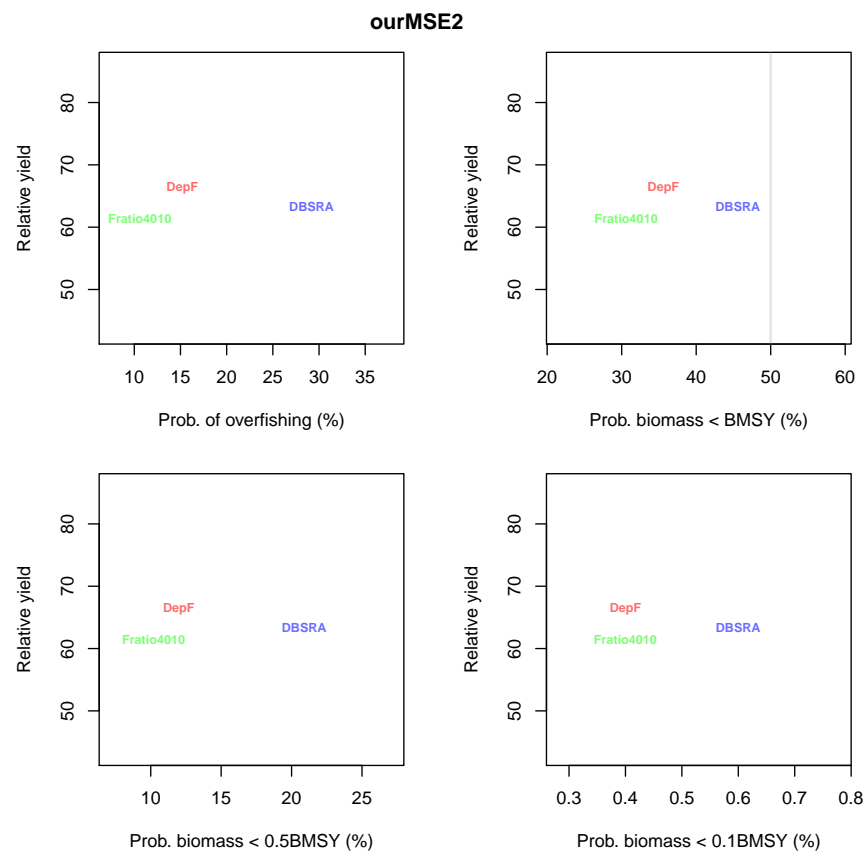 ourMSE2
Relative yield
80
70
60
50
DepF
DBSRA
Fratio4010
10 15 20 25 30 35
Prob. of overfishing (%)
Relative yield
80
70
60
50
DepF
DBSRA
Fratio4010
20 30 40 50 60
Prob. biomass < BMSY (%)
Relative yield
80
70
60
50
DepF
DBSRA
Fratio4010
10 15 20 25
Prob. biomass < 0.5BMSY (%)
Relative yield
80
70
60
50
DepF
DBSRA
Fratio4010
0.3 0.4 0.5 0.6 0.7 0.8
Prob. biomass < 0.1BMSY (%)